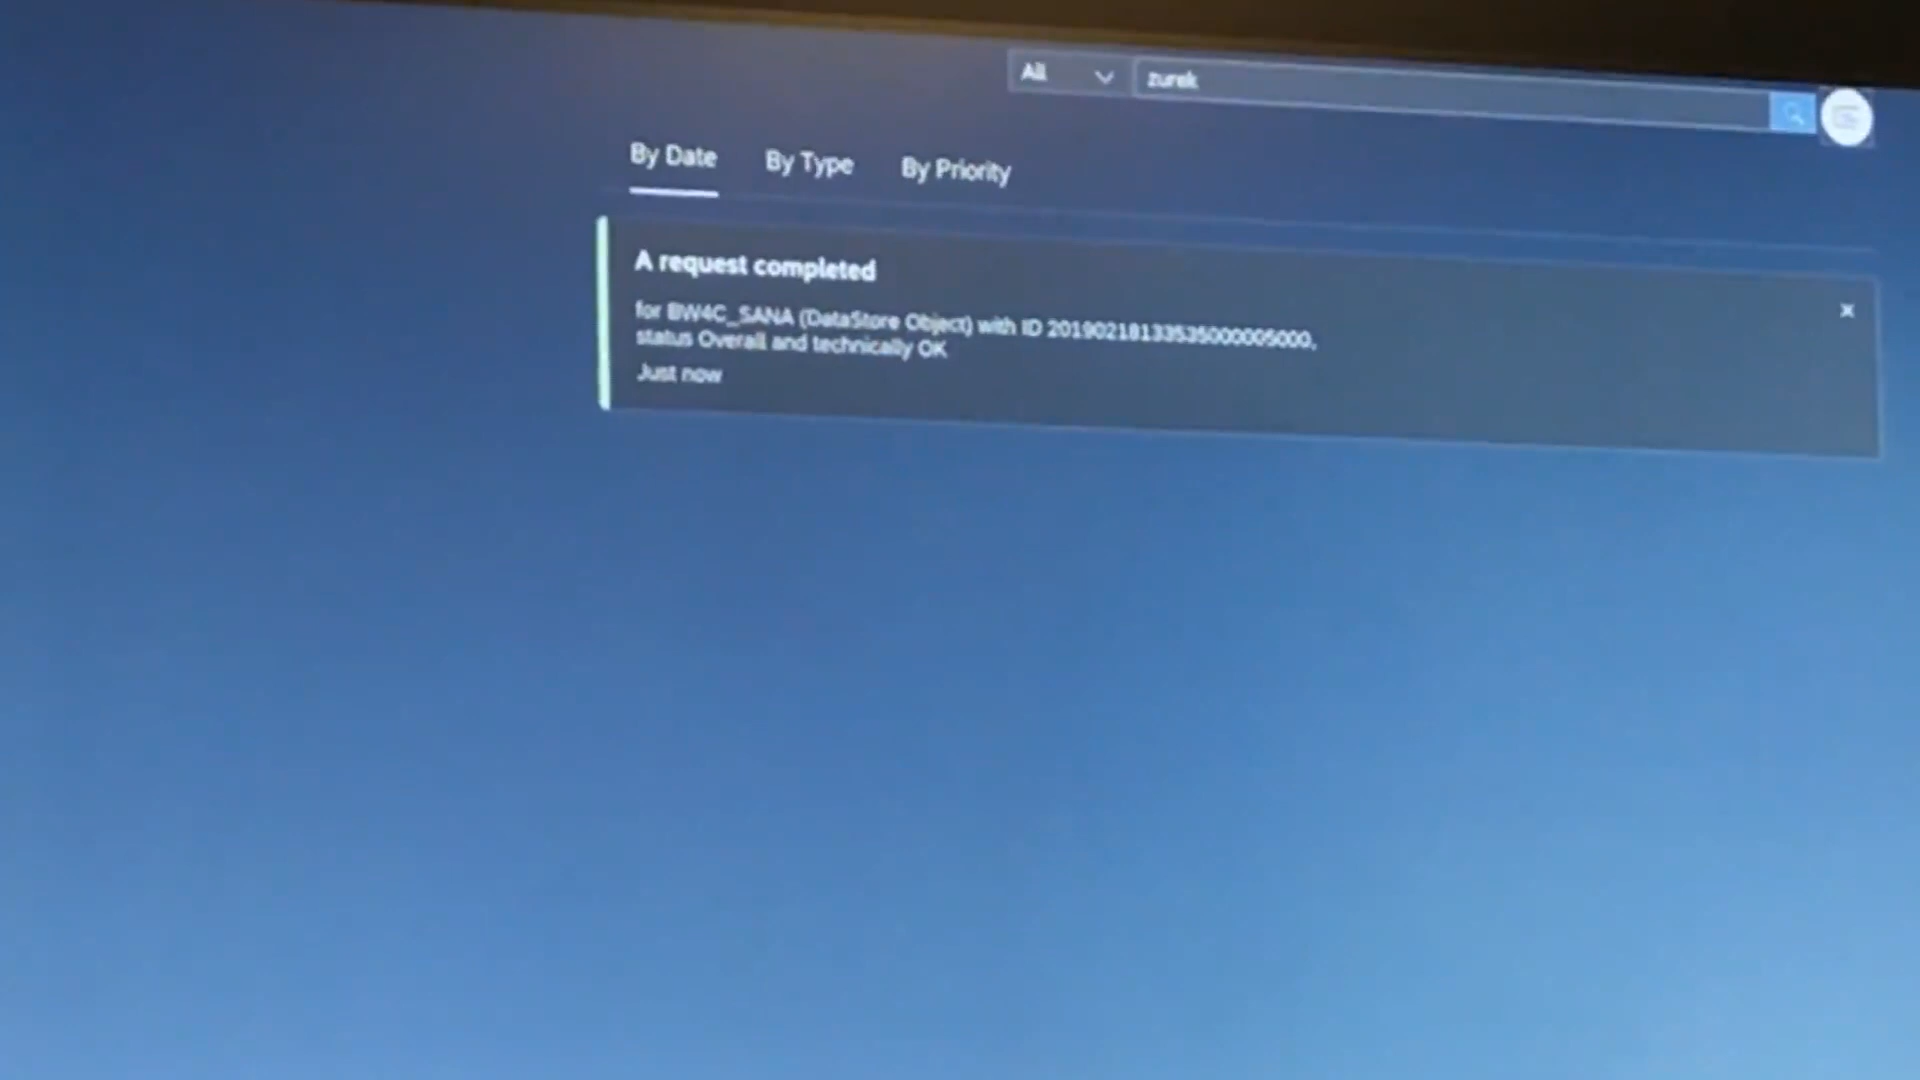 All
zurek
By Date By Type By Priority
A request completed
for BW4C_SANA (DataStore Object) with ID 20190218133535000005000,
status Overall and technically OK
Just now